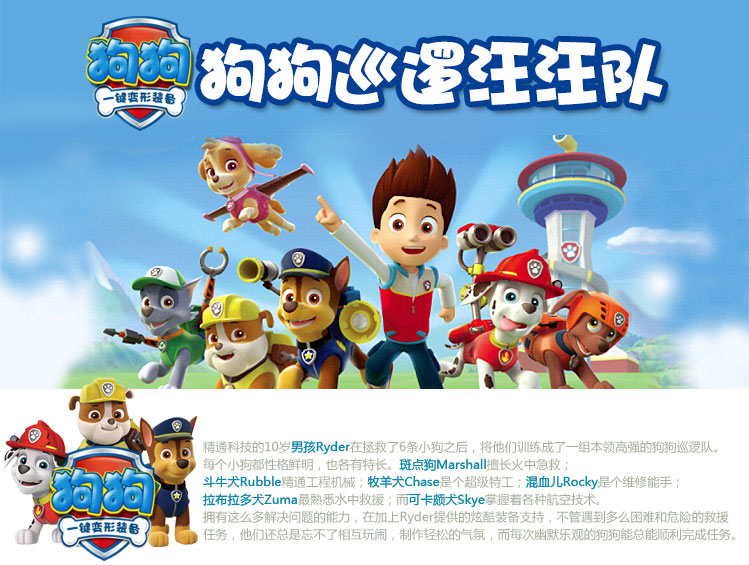 狗狗
一键变形装备
狗狗巡逻汪汪队
精通科技的10岁男孩Ryder在拯救了6条小狗之后，将他们训练成了一组本领高强的狗狗巡逻队。
每个小狗都性格鲜明，也各有特长。斑点狗Marshall擅长火中急救；
斗牛犬Rubble精通工程机械；牧羊犬Chase是个超级特工；混血儿Rocky是个维修能手；
拉布拉多犬Zuma最熟悉水中救援；而可卡颇犬Skye掌握着各种航空技术。
拥有这么多解决问题的能力，在加上Ryder提供的炫酷装备支持，不管遇到多么困难和危险的救援
任务，他们还总是忘不了相互玩闹，制作轻松的气氛，而每次幽默乐观的狗狗能总能顺利完成任务。
狗狗
一键变形装备